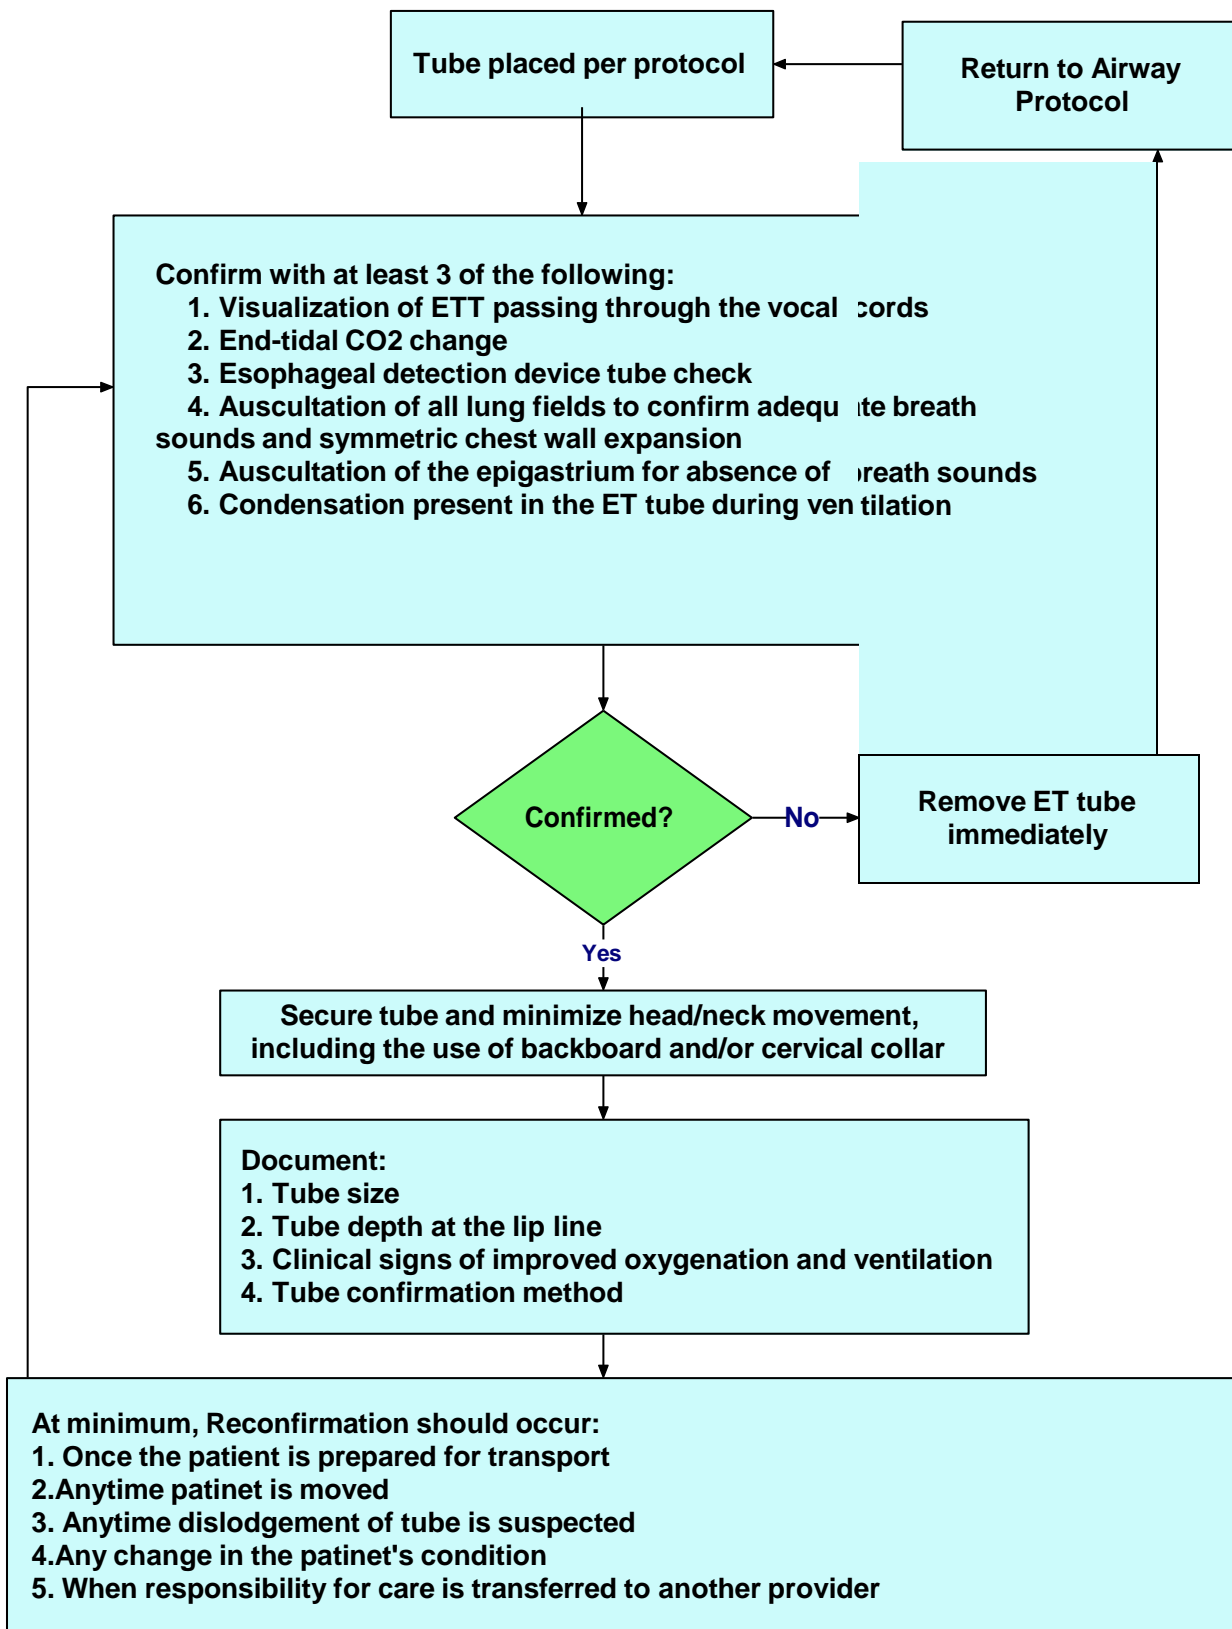 Tube placed per protocol
Return to Airway
Protocol
Confirm with at least 3 of the following:
1. Visualization of ETT passing through the vocal cords
2. End-tidal CO2 change
3. Esophageal detection device tube check
4. Auscultation of all lung fields to confirm adequate breath
sounds and symmetric chest wall expansion
5. Auscultation of the epigastrium for absence of breath sounds
6. Condensation present in the ET tube during ventilation
Confirmed?
No
Remove ET tube
immediately
Yes
Secure tube and minimize head/neck movement,
including the use of backboard and/or cervical collar
Document:
1. Tube size
2. Tube depth at the lip line
3. Clinical signs of improved oxygenation and ventilation
4. Tube confirmation method
At minimum, Reconfirmation should occur:
1. Once the patient is prepared for transport
2.Anytime patinet is moved
3. Anytime dislodgement of tube is suspected
4.Any change in the patinet's condition
5. When responsibility for care is transferred to another provider